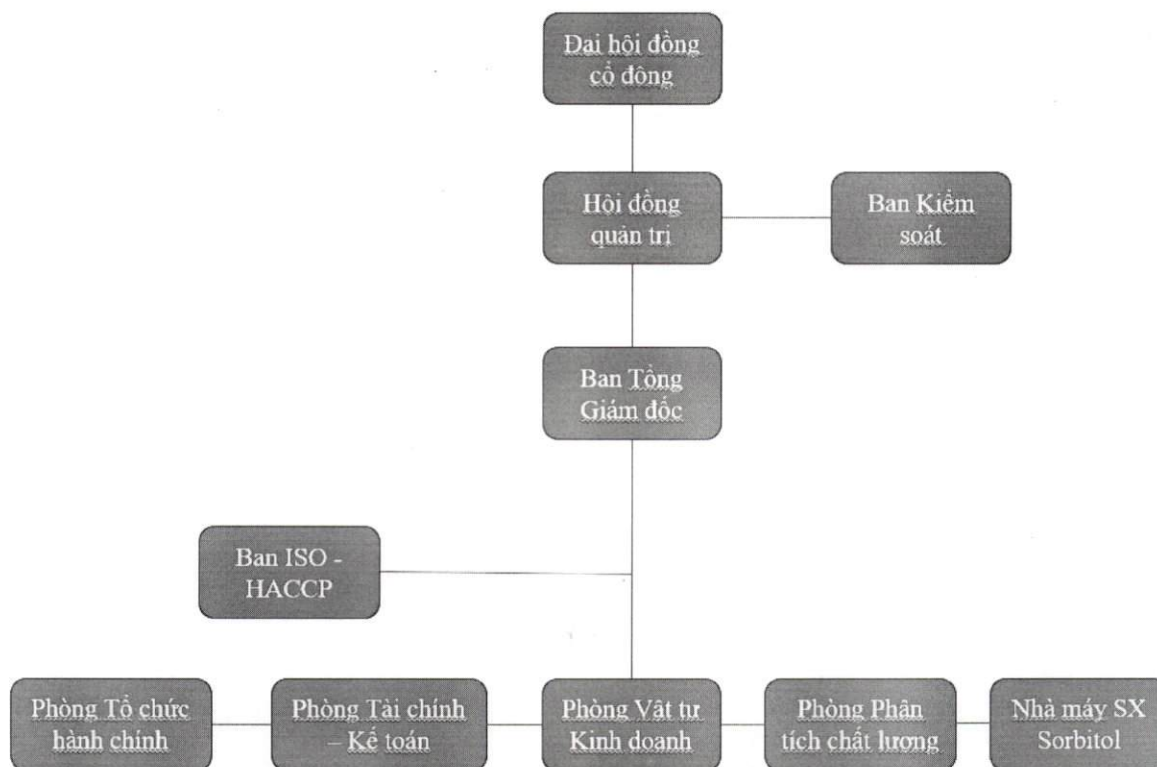 Đại hội đồng
cổ đông
Hội đồng
quản trị
Ban Kiểm
soát
Ban Tổng
Giám đốc
Ban ISO -
HACCP
Phòng Tổ chức
hành chính
Phòng Tài chính
– Kế toán
Phòng Vật tư
Kinh doanh
Phòng Phân
tích chất lượng
Nhà máy SX
Sorbitol